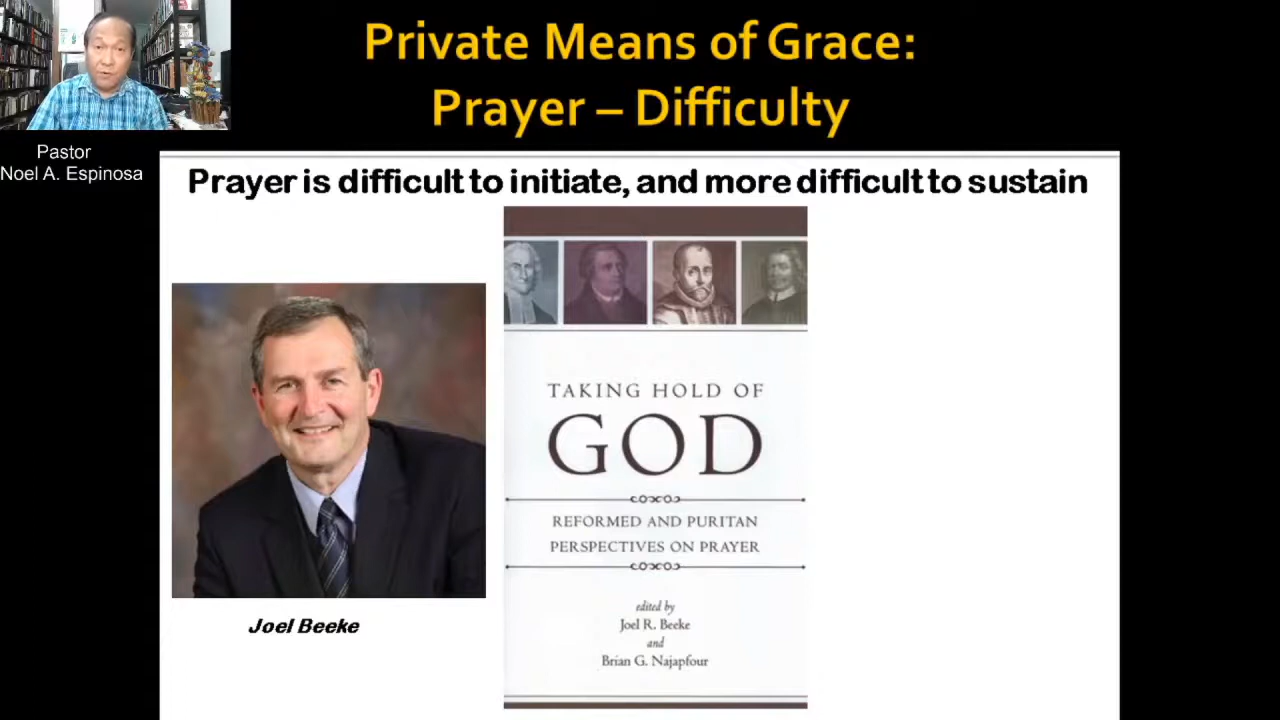 Private Means of Grace:
Prayer – Difficulty
Pastor
Noel A. Espinosa
Prayer is difficult to initiate, and more difficult to sustain
Joel Beeke
TAKING HOLD OF
GOD
REFORMED AND PURITAN
PERSPECTIVES ON PRAYER
edited by
Joel R. Beeke
and
Brian G. Najapfour